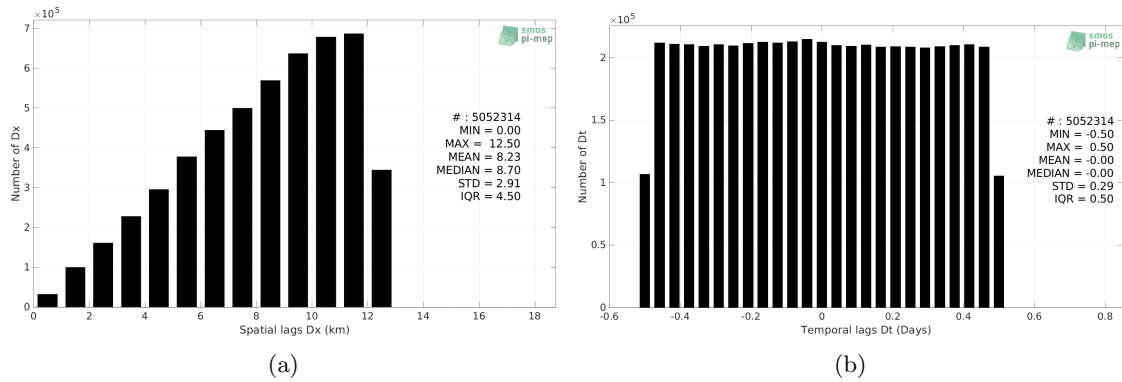 ×10⁵
7
6
5
4
3
2
1
0
Number of Dx
0 2 4 6 8 10 12 14 16 18
Spatial lags Dx (km)
smos
pi-mep
# : 5052314
MIN = 0.00
MAX = 12.50
MEAN = 8.23
MEDIAN = 8.70
STD = 2.91
IQR = 4.50
(a)
×10⁵
2
1.5
1
0.5
0
Number of Dt
-0.6 -0.4 -0.2 0 0.2 0.4 0.6 0.8
Temporal lags Dt (Days)
smos
pi-mep
# : 5052314
MIN = -0.50
MAX = 0.50
MEAN = -0.00
MEDIAN = -0.00
STD = 0.29
IQR = 0.50
(b)